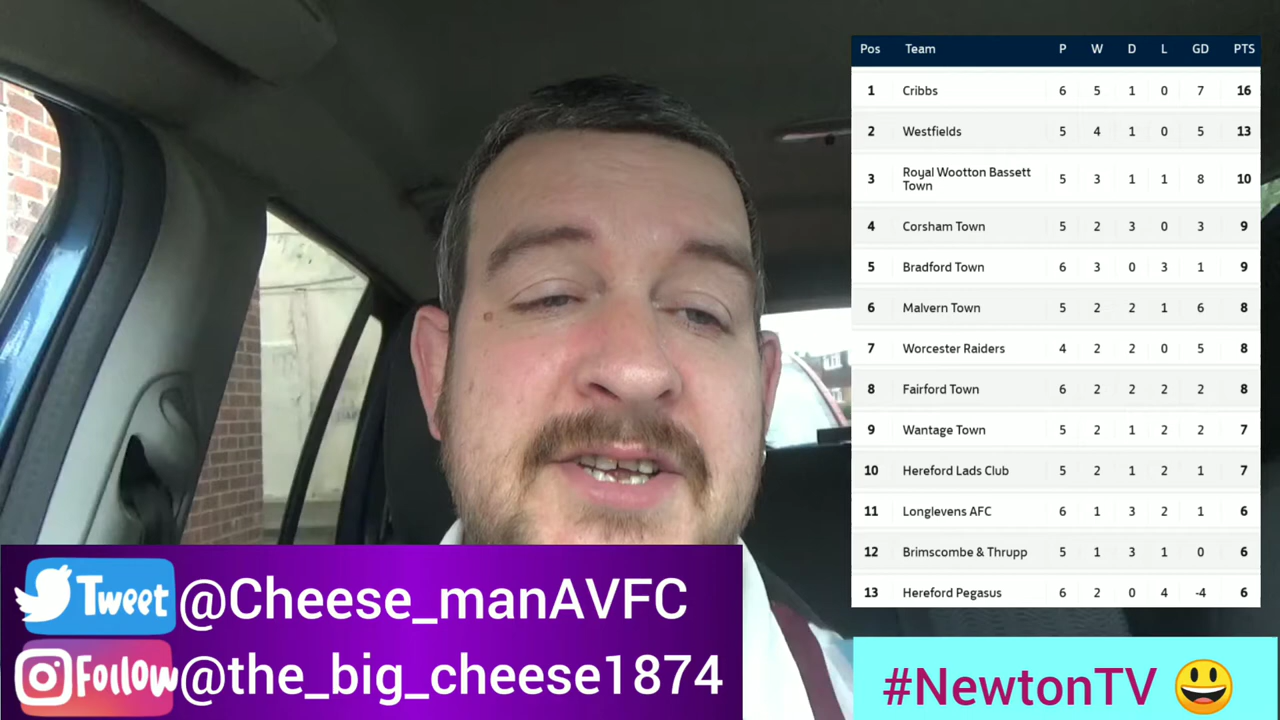 Pos Team P W D L GD PTS
1 Cribbs 6 5 1 0 7 16
2 Westfields 5 4 1 0 5 13
3 Royal Wootton Bassett Town 5 3 1 1 8 10
4 Corsham Town 5 2 3 0 3 9
5 Bradford Town 6 3 0 3 1 9
6 Malvern Town 5 2 2 1 6 8
7 Worcester Raiders 4 2 2 0 5 8
8 Fairford Town 6 2 2 2 2 8
9 Wantage Town 5 2 1 2 2 7
10 Hereford Lads Club 5 2 1 2 1 7
11 Longlevens AFC 6 1 3 2 1 6
12 Brimscombe & Thrupp 5 1 3 1 0 6
13 Hereford Pegasus 6 2 0 4 -4 6
Tweet @Cheese_manAVFC
Follow @the_big_cheese1874
#NewtonTV 😃